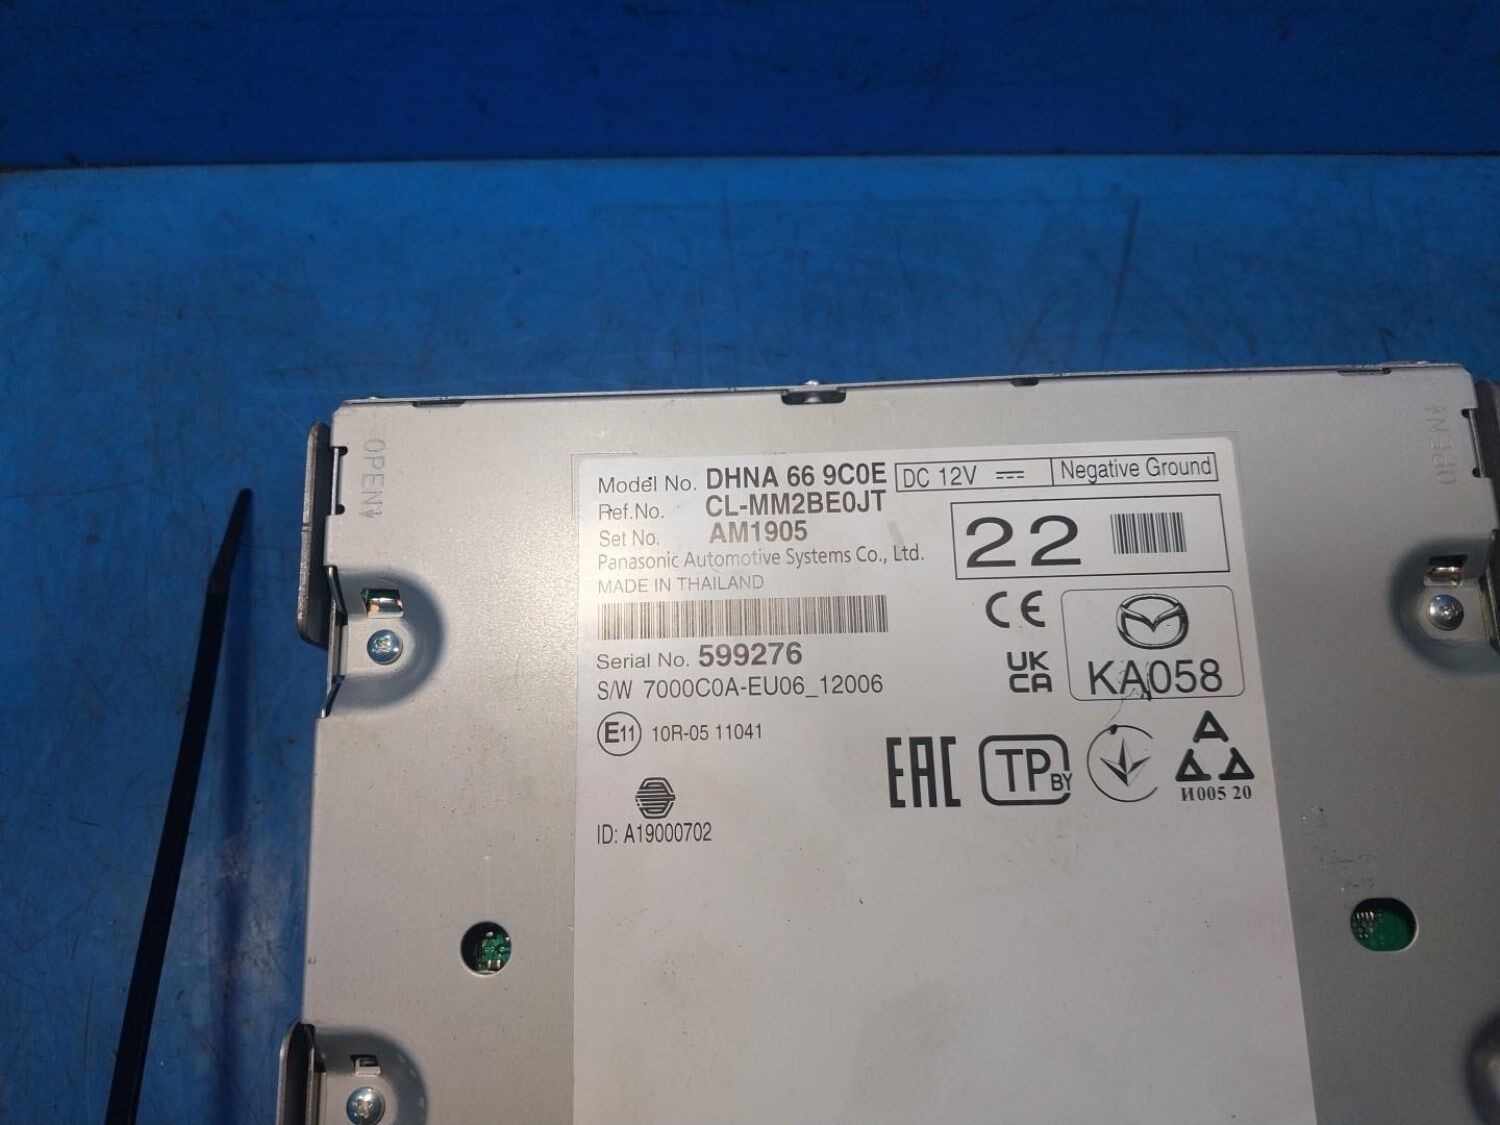 OPEN
OPEN
Model No. DHNA 66 9C0E DC 12V Negative Ground
Ref.No. CL-MM2BE0JT
Set No. AM1905
Panasonic Automotive Systems Co., Ltd.
MADE IN THAILAND
22
Serial No. 599276
S/W 7000C0A-EU06_12006
CE
UK
CA
KA058
E11 10R-05 11041
EAC TP BY
И005 20
ID: A19000702